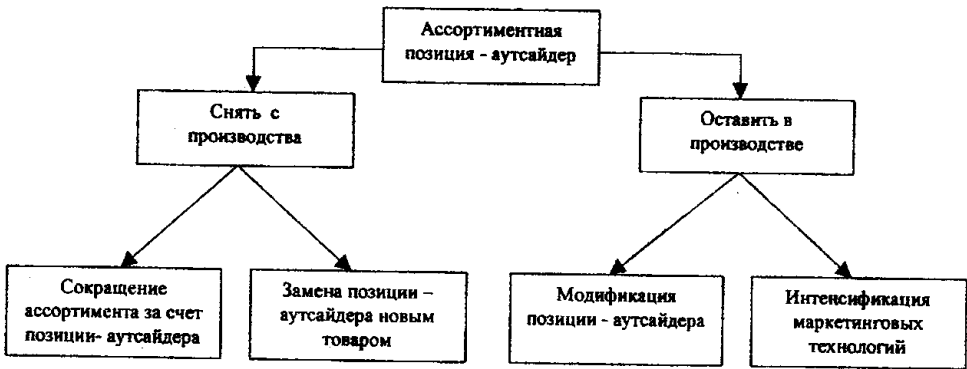 Ассортиментная
позиция - аутсайдер
Снять с
производства
Оставить в
производстве
Сокращение
ассортимента за счет
позиции- аутсайдера
Замена позиции –
аутсайдера новым
товаром
Модификация
позиции - аутсайдера
Интенсификация
маркетинговых
технологий